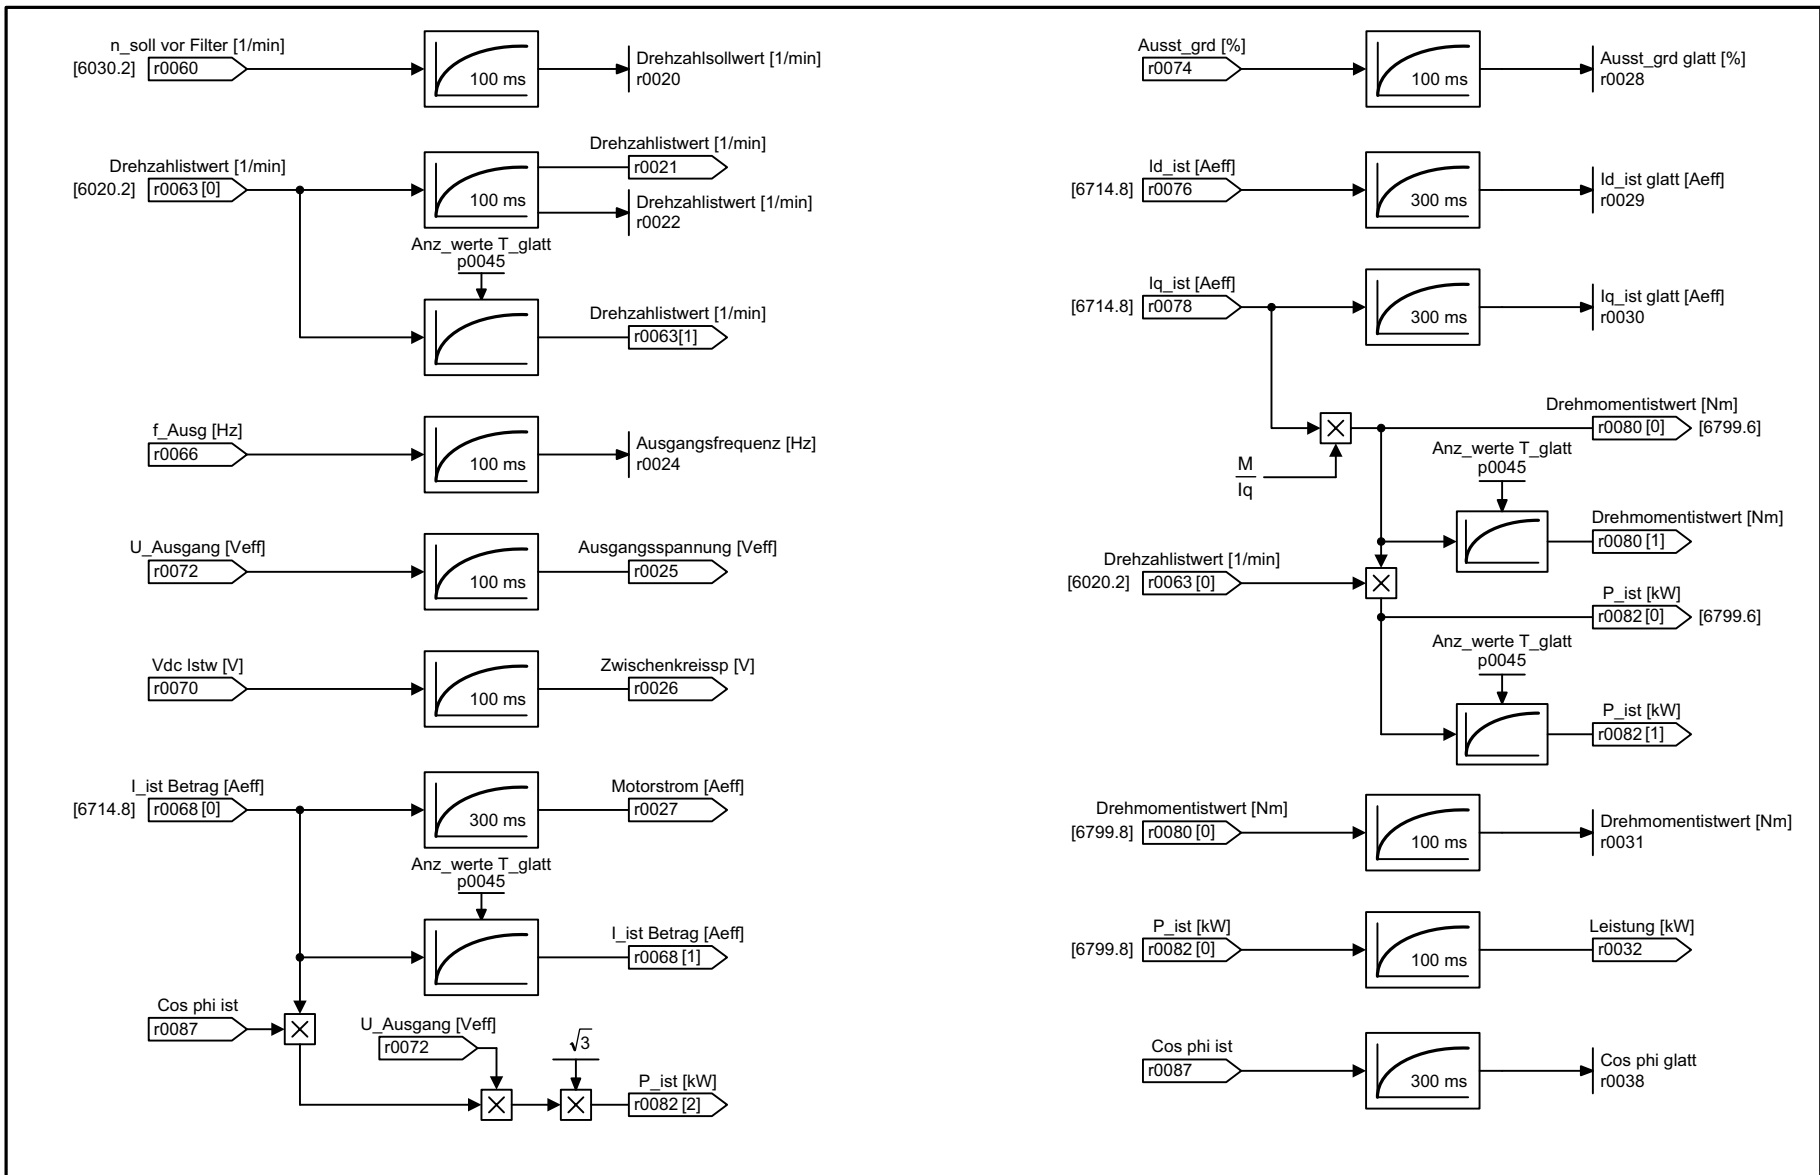 n_soll vor Filter [1/min]
[6030.2] r0060
100 ms
Drehzahlsollwert [1/min]
r0020
Drehzahlistwert [1/min]
[6020.2] r0063 [0]
100 ms
Drehzahlistwert [1/min]
r0021
Drehzahlistwert [1/min]
r0022
Anz_werte T_glatt
p0045
Drehzahlistwert [1/min]
r0063[1]
f_Ausg [Hz]
r0066
100 ms
Ausgangsfrequenz [Hz]
r0024
U_Ausgang [Veff]
r0072
100 ms
Ausgangsspannung [Veff]
r0025
Vdc Istw [V]
r0070
100 ms
Zwischenkreissp [V]
r0026
I_ist Betrag [Aeff]
[6714.8] r0068 [0]
300 ms
Motorstrom [Aeff]
r0027
Anz_werte T_glatt
p0045
I_ist Betrag [Aeff]
r0068 [1]
Cos phi ist
r0087
U_Ausgang [Veff]
r0072
√3
P_ist [kW]
r0082 [2]
Ausst_grd [%]
r0074
100 ms
Ausst_grd glatt [%]
r0028
Id_ist [Aeff]
[6714.8] r0076
300 ms
Id_ist glatt [Aeff]
r0029
Iq_ist [Aeff]
[6714.8] r0078
300 ms
Iq_ist glatt [Aeff]
r0030
M
Iq
Drehmomentistwert [Nm]
r0080 [0] [6799.6]
Anz_werte T_glatt
p0045
Drehmomentistwert [Nm]
r0080 [1]
Drehzahlistwert [1/min]
[6020.2] r0063 [0]
P_ist [kW]
r0082 [0] [6799.6]
Anz_werte T_glatt
p0045
P_ist [kW]
r0082 [1]
Drehmomentistwert [Nm]
[6799.8] r0080 [0]
100 ms
Drehmomentistwert [Nm]
r0031
P_ist [kW]
[6799.8] r0082 [0]
100 ms
Leistung [kW]
r0032
Cos phi ist
r0087
300 ms
Cos phi glatt
r0038